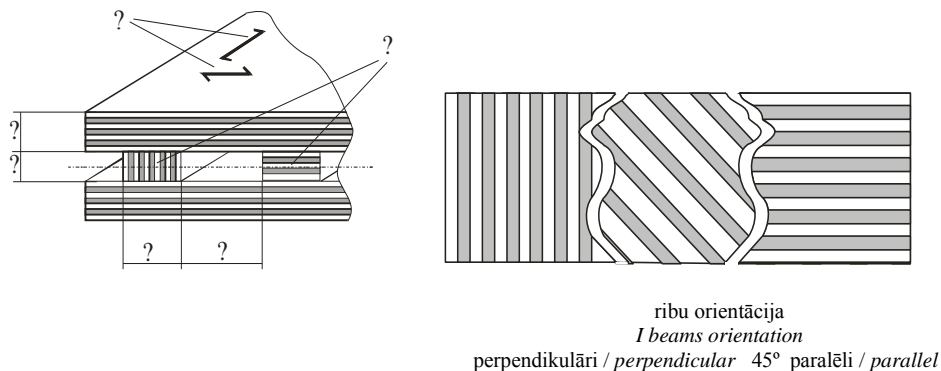 ?
?
?
?
?
?
ribu orientācija
I beams orientation
perpendikulāri / perpendicular 45º paralēli / parallel